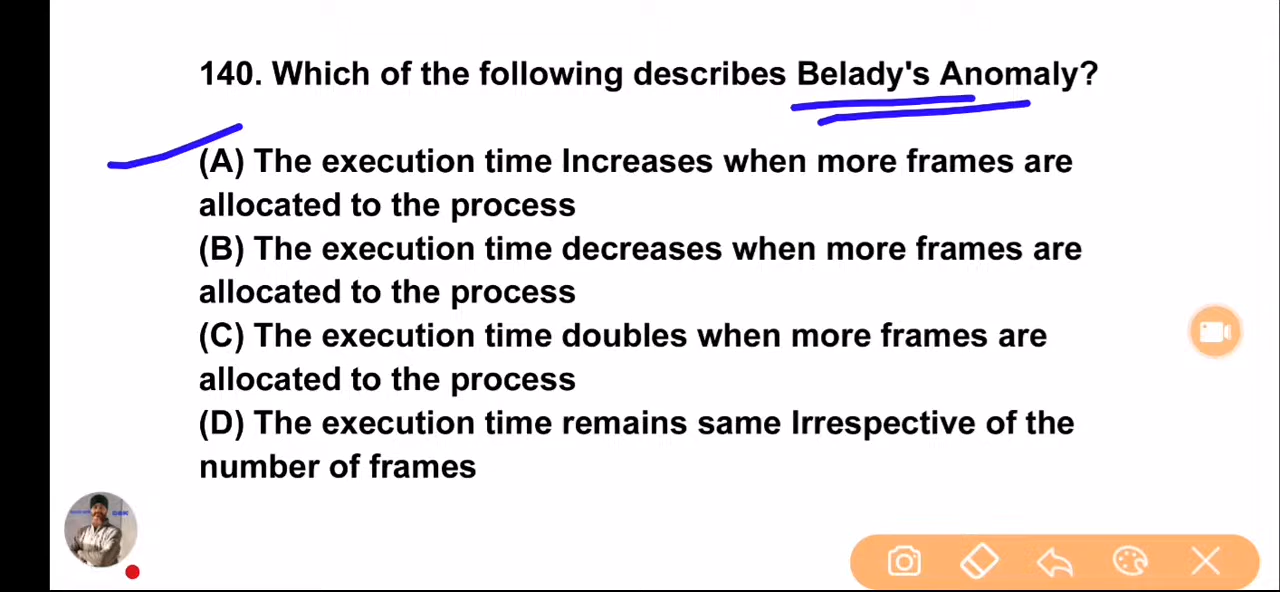 140. Which of the following describes Belady's Anomaly?
(A) The execution time Increases when more frames are
allocated to the process
(B) The execution time decreases when more frames are
allocated to the process
(C) The execution time doubles when more frames are
allocated to the process
(D) The execution time remains same Irrespective of the
number of frames